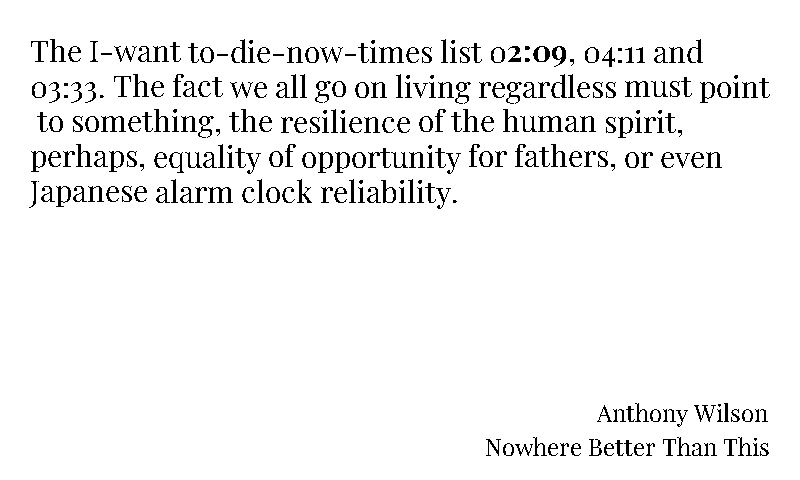 The I-want to-die-now-times list 02:09, 04:11 and
03:33. The fact we all go on living regardless must point
to something, the resilience of the human spirit,
perhaps, equality of opportunity for fathers, or even
Japanese alarm clock reliability.
Anthony Wilson
Nowhere Better Than This